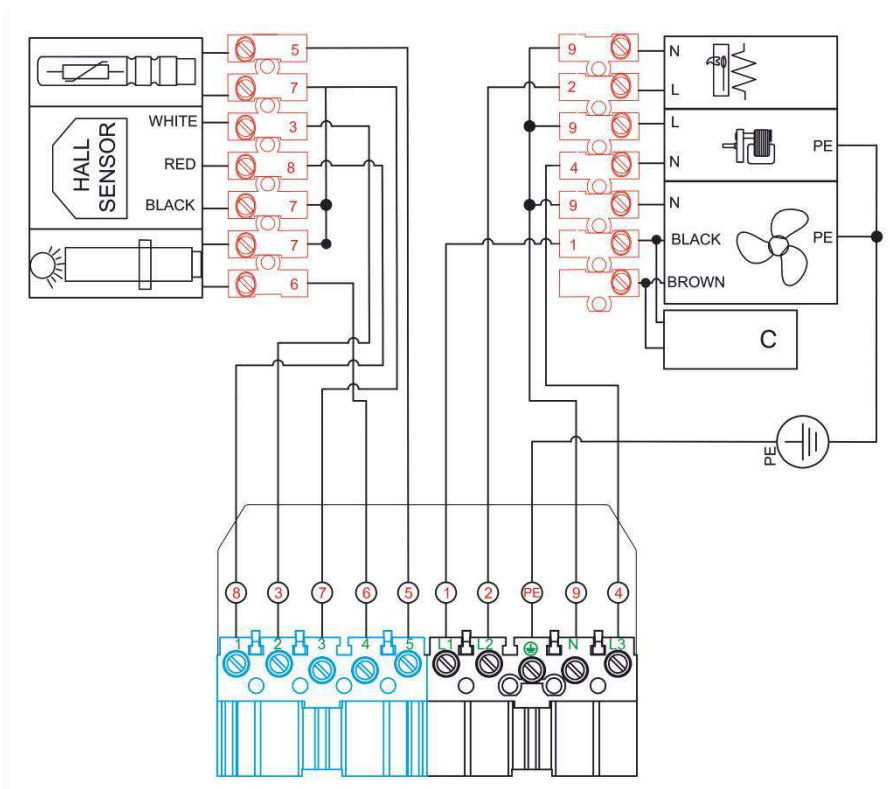 5
7
WHITE
3
HALL
SENSOR
RED
8
BLACK
7
7
6
9
N
2
L
9
L
4
N
PE
9
N
1
BLACK
PE
BROWN
C
PE
8
3
7
6
5
1
2
PE
9
4
1
2
3
4
5
L1
L2
N
L3